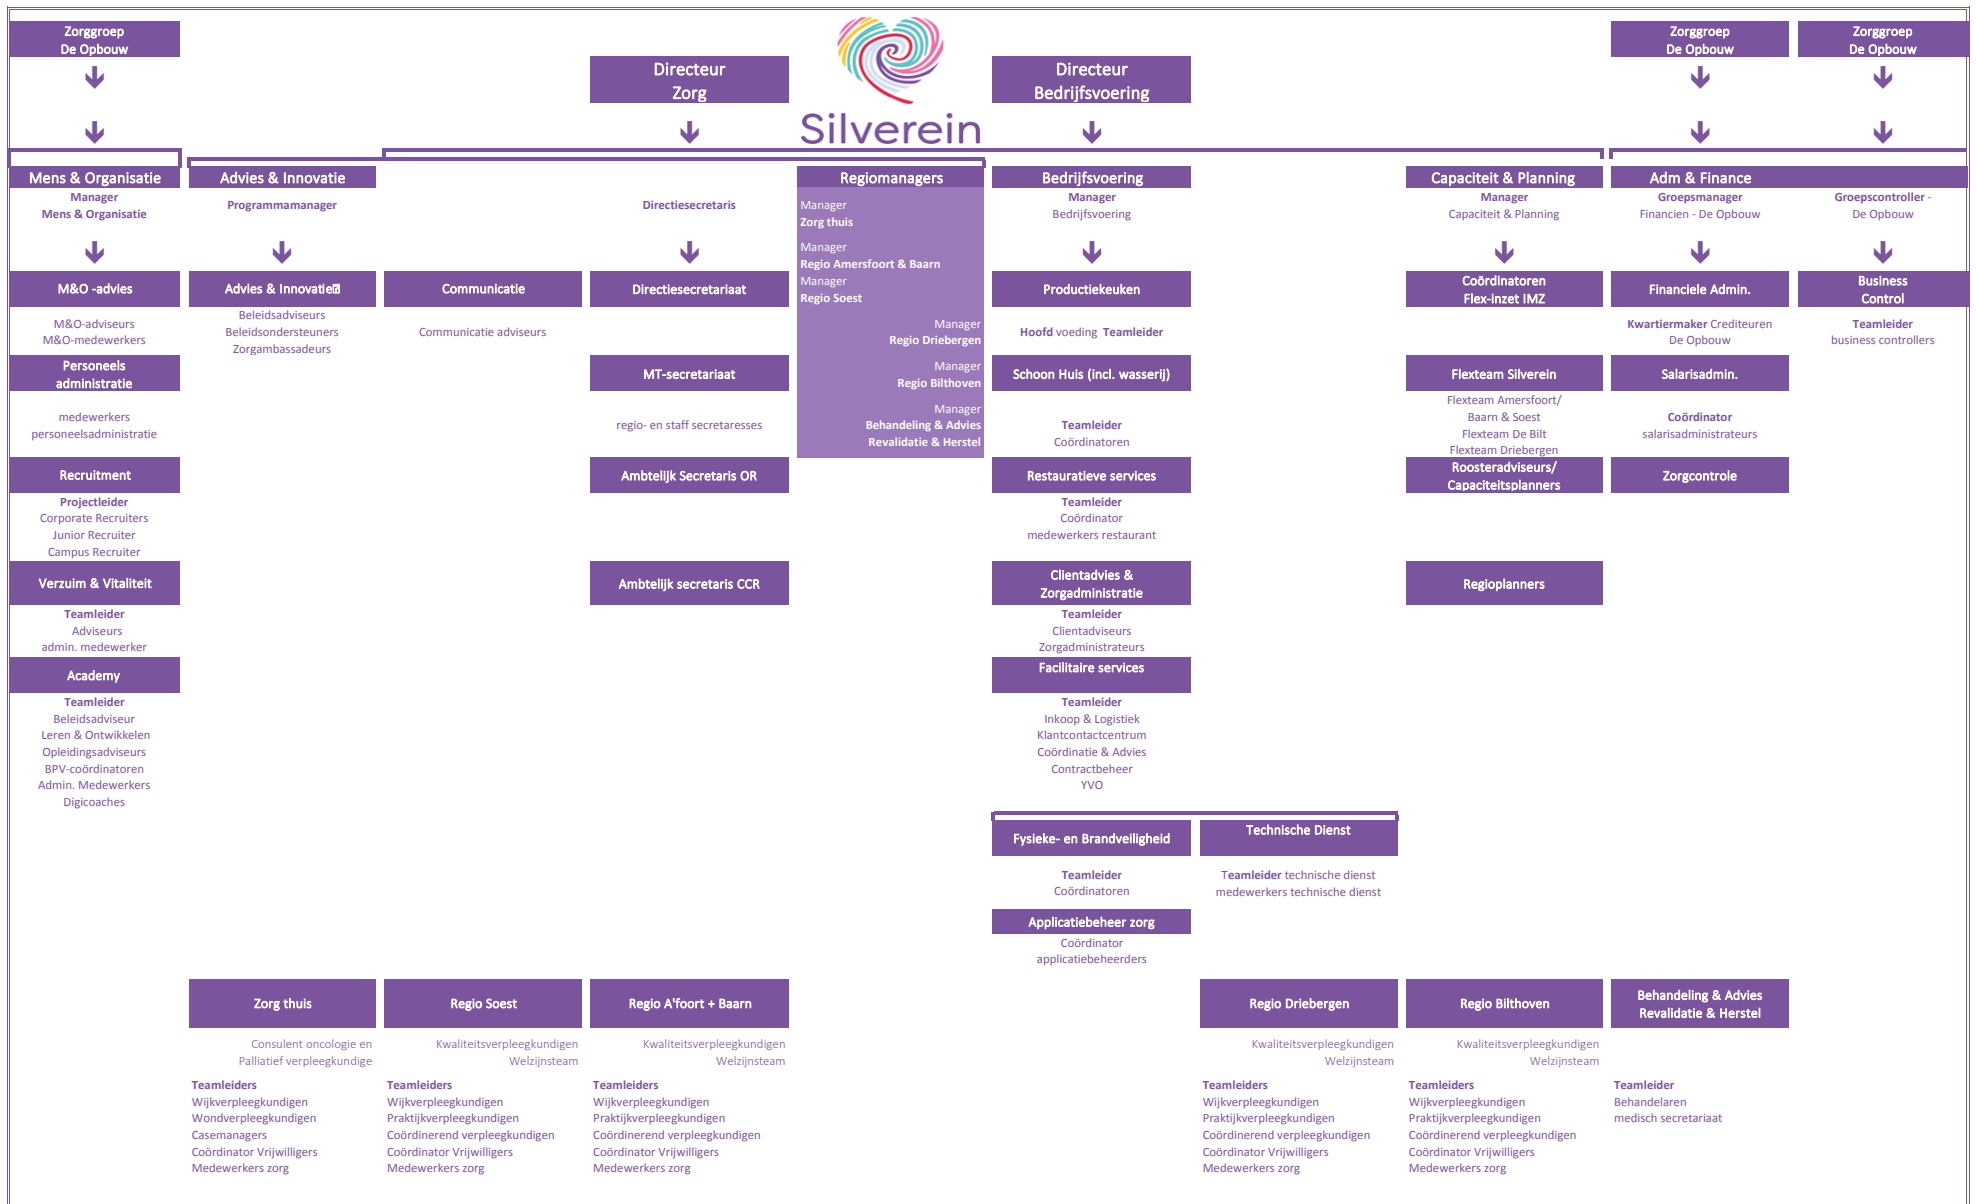 Zorggroep
De Opbouw
Directeur
Zorg
Silverein
Directeur
Bedrijfsvoering
Zorggroep
De Opbouw
Zorggroep
De Opbouw
Mens & Organisatie
Manager
Mens & Organisatie
Advies & Innovatie
Programmamanager
Directiesecretaris
Regiomanagers
Manager
Zorg thuis
Manager
Regio Amersfoort & Baarn
Manager
Regio Soest
Manager
Regio Driebergen
Manager
Regio Bilthoven
Manager
Behandeling & Advies
Revalidatie & Herstel
Bedrijfsvoering
Manager
Bedrijfsvoering
Capaciteit & Planning
Manager
Capaciteit & Planning
Adm & Finance
Groepsmanager
Financien - De Opbouw
Groepscontroller -
De Opbouw
M&O -advies
M&O-adviseurs
M&O-medewerkers
Personeels
administratie
medewerkers
personeelsadministratie
Recruitment
Projectleider
Corporate Recruiters
Junior Recruiter
Campus Recruiter
Verzuim & Vitaliteit
Teamleider
Adviseurs
admin. medewerker
Academy
Teamleider
Beleidsadviseur
Leren & Ontwikkelen
Opleidingsadviseurs
BPV-coördinatoren
Admin. Medewerkers
Digicoaches
Advies & Innovatie
Beleidsadviseurs
Beleidsondersteuners
Zorgambassadeurs
Communicatie
Communicatie adviseurs
Directiesecretariaat
MT-secretariaat
regio- en staff secretaresses
Ambtelijk Secretaris OR
Ambtelijk secretaris CCR
Productiekeuken
Hoofd voeding Teamleider
Schoon Huis (incl. wasserij)
Teamleider
Coördinatoren
Restauratieve services
Teamleider
Coördinator
medewerkers restaurant
Clientadvies &
Zorgadministratie
Teamleider
Clientadviseurs
Zorgadministrateurs
Facilitaire services
Teamleider
Inkoop & Logistiek
Klantcontactcentrum
Coördinatie & Advies
Contractbeheer
YVO
Fysieke- en Brandveiligheid
Teamleider
Coördinatoren
Technische Dienst
Teamleider technische dienst
medewerkers technische dienst
Applicatiebeheer zorg
Coördinator
applicatiebeheerders
Coördinatoren
Flex-inzet IMZ
Flexteam Silverein
Flexteam Amersfoort/
Baarn & Soest
Flexteam De Bilt
Flexteam Driebergen
Roosteradviseurs/
Capaciteitsplanners
Regioplanners
Financiele Admin.
Kwartiermaker Crediteuren
De Opbouw
Salarisadmin.
Coördinator
salarisadministrateurs
Zorgcontrole
Business
Control
Teamleider
business controllers
Zorg thuis
Consulent oncologie en
Palliatief verpleegkundige
Teamleiders
Wijkverpleegkundigen
Wondverpleegkundigen
Casemanagers
Coördinator Vrijwilligers
Medewerkers zorg
Regio Soest
Kwaliteitsverpleegkundigen
Welzijnsteam
Teamleiders
Wijkverpleegkundigen
Praktijkverpleegkundigen
Coördinerend verpleegkundigen
Coördinator Vrijwilligers
Medewerkers zorg
Regio A'foort + Baarn
Kwaliteitsverpleegkundigen
Welzijnsteam
Teamleiders
Wijkverpleegkundigen
Praktijkverpleegkundigen
Coördinerend verpleegkundigen
Coördinator Vrijwilligers
Medewerkers zorg
Regio Driebergen
Kwaliteitsverpleegkundigen
Welzijnsteam
Teamleiders
Wijkverpleegkundigen
Praktijkverpleegkundigen
Coördinerend verpleegkundigen
Coördinator Vrijwilligers
Medewerkers zorg
Regio Bilthoven
Kwaliteitsverpleegkundigen
Welzijnsteam
Teamleiders
Wijkverpleegkundigen
Praktijkverpleegkundigen
Coördinerend verpleegkundigen
Coördinator Vrijwilligers
Medewerkers zorg
Behandeling & Advies
Revalidatie & Herstel
Teamleider
Behandelaren
medisch secretariaat